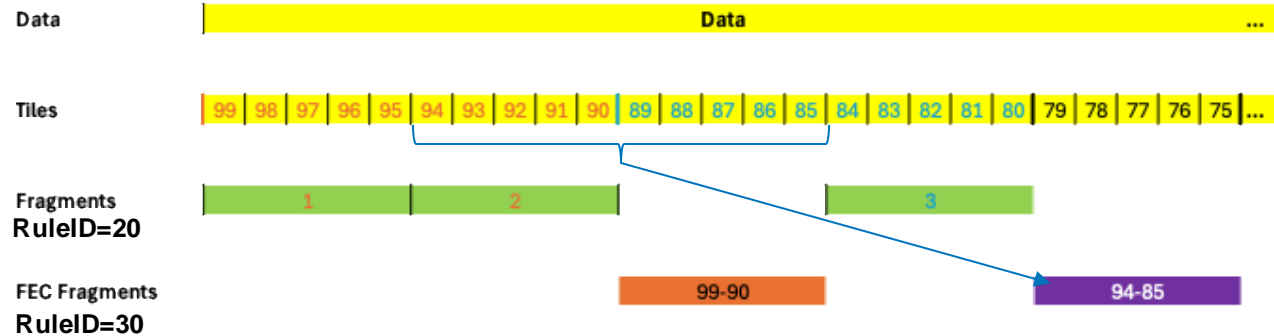 Data Data ...
Tiles 99 98 97 96 95 94 93 92 91 90 89 88 87 86 85 84 83 82 81 80 79 78 77 76 75 ...
Fragments 1 2 3
RuleID=20
FEC Fragments 99-90 94-85
RuleID=30